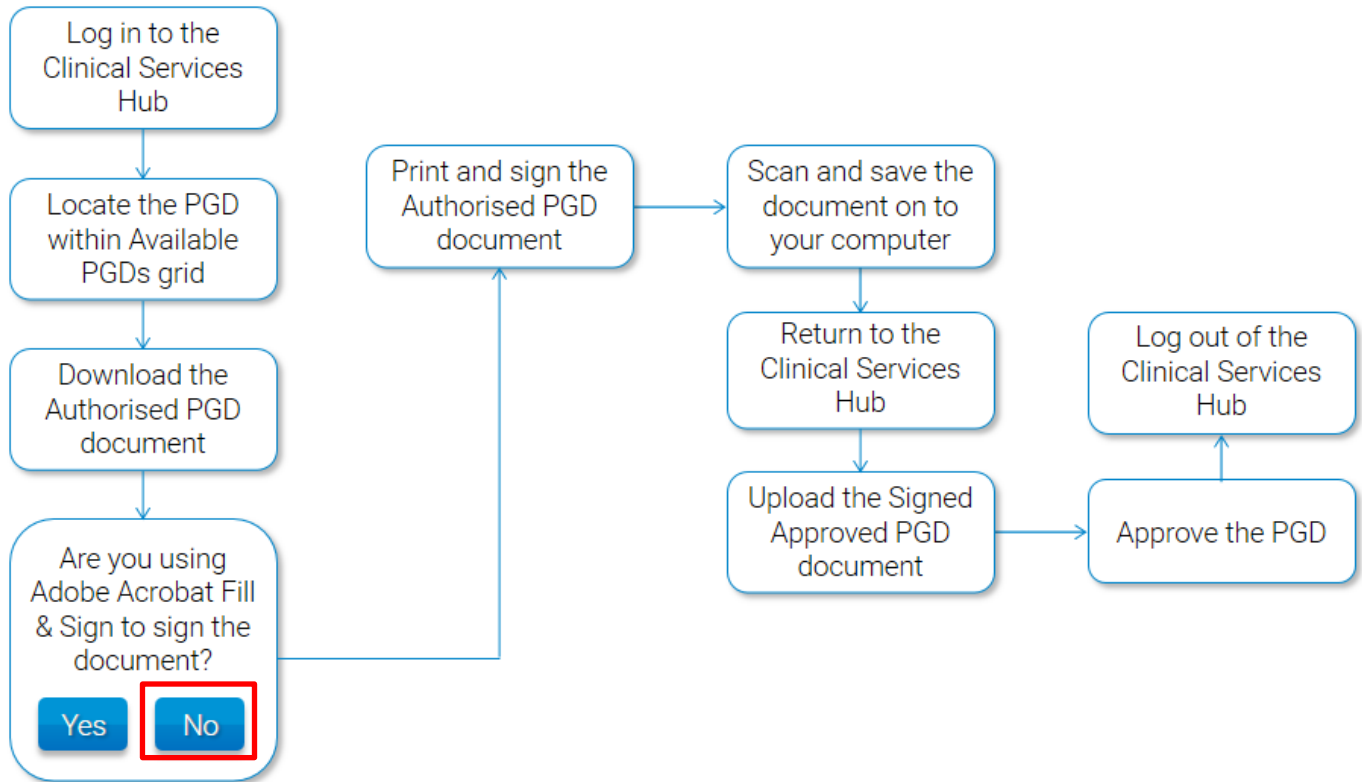 Log in to the
Clinical Services
Hub
Locate the PGD
within Available
PGDs grid
Download the
Authorised PGD
document
Are you using
Adobe Acrobat Fill
& Sign to sign the
document?
Yes
No
Print and sign the
Authorised PGD
document
Scan and save the
document on to
your computer
Return to the
Clinical Services
Hub
Upload the Signed
Approved PGD
document
Approve the PGD
Log out of the
Clinical Services
Hub